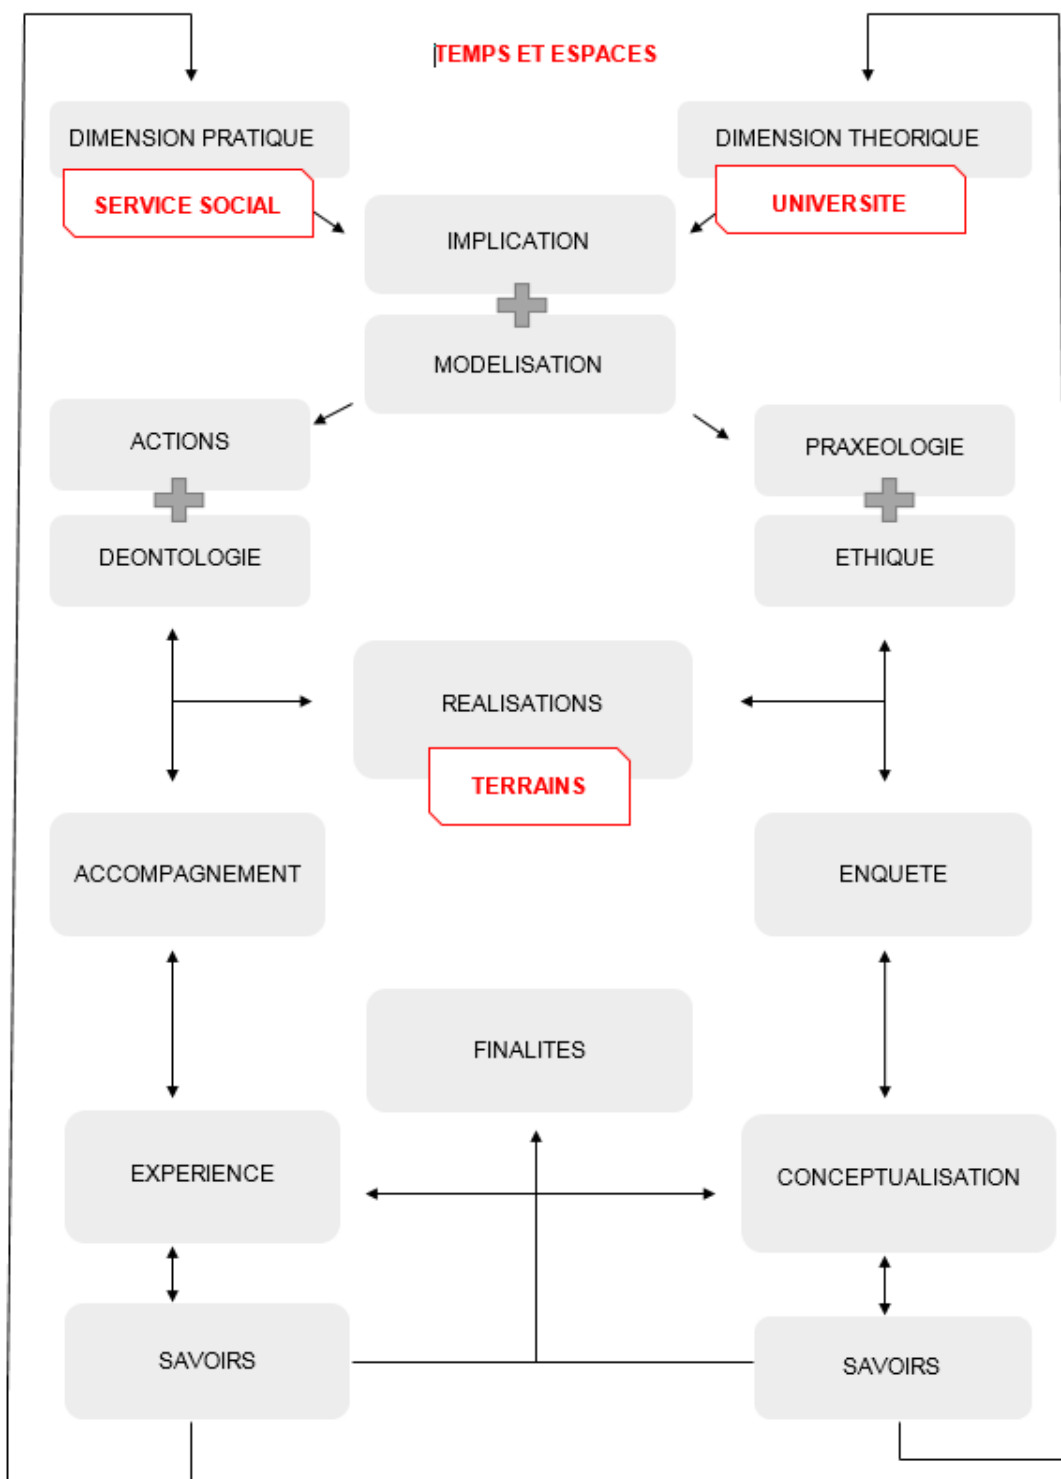 TEMPS ET ESPACES
DIMENSION PRATIQUE
DIMENSION THEORIQUE
SERVICE SOCIAL
UNIVERSITE
IMPLICATION
MODELISATION
ACTIONS
PRAXEOLOGIE
DEONTOLOGIE
ETHIQUE
REALISATIONS
TERRAINS
ACCOMPAGNEMENT
ENQUETE
FINALITES
EXPERIENCE
CONCEPTUALISATION
SAVOIRS
SAVOIRS